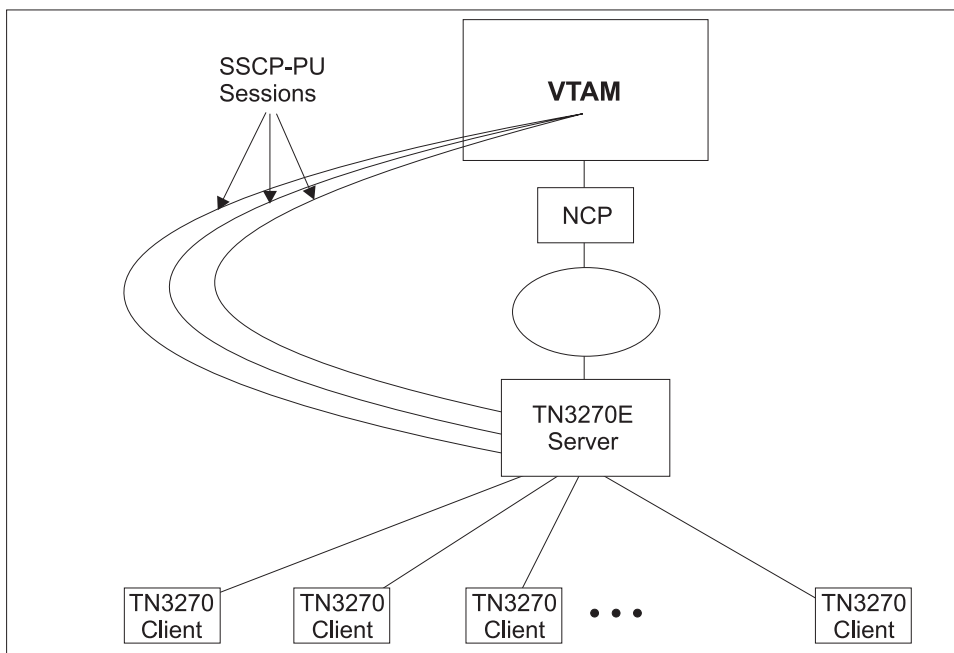 SSCP-PU
Sessions
VTAM
NCP
TN3270E
Server
TN3270
Client
TN3270
Client
TN3270
Client
TN3270
Client